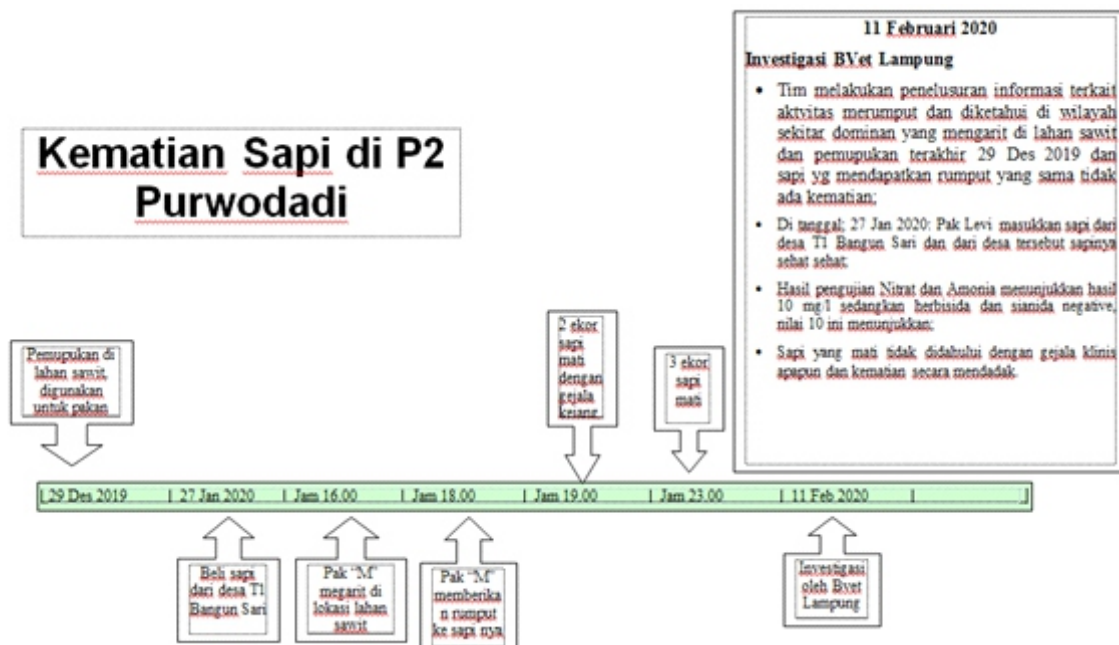 Kematian Sapi di P2
Purwodadi
11 Februari 2020
Investigasi BVet Lampung
• Tim melakukan penelusuran informasi terkait
aktvitas merumput dan diketahui di wilayah
sekitar dominan yang mengarit di lahan sawit
dan pemupukan terakhir 29 Des 2019 dan
sapi yg mendapatkan rumput yang sama tidak
ada kematian;
• Di tanggal; 27 Jan 2020: Pak Levi masukkan sapi dari
desa T1 Bangun Sari dan dari desa tersebut sapinya
sehat sehat;
• Hasil pengujian Nitrat dan Amonia menunjukkan hasil
10 mg/l sedangkan herbisida dan sianida negative,
nilai 10 ini menunjukkan;
• Sapi yang mati tidak didahului dengan gejala klinis
apapun dan kematian secara mendadak.
Pemupukan di
lahan sawit,
digunakan
untuk pakan
2 ekor
sapi
mati
dengan
gejala
kejang,
3 ekor
sapi
mati
29 Des 2019 | 27 Jan 2020 | Jam 16.00 | Jam 18.00 | Jam 19.00 | Jam 23.00 | 11 Feb 2020
Beli sapi
dari desa T1
Bangun Sari
Pak “M”
megarit di
lokasi lahan
sawit
Pak “M”
memberika
n rumput
ke sapi nya
Investigasi
oleh Bvet
Lampung